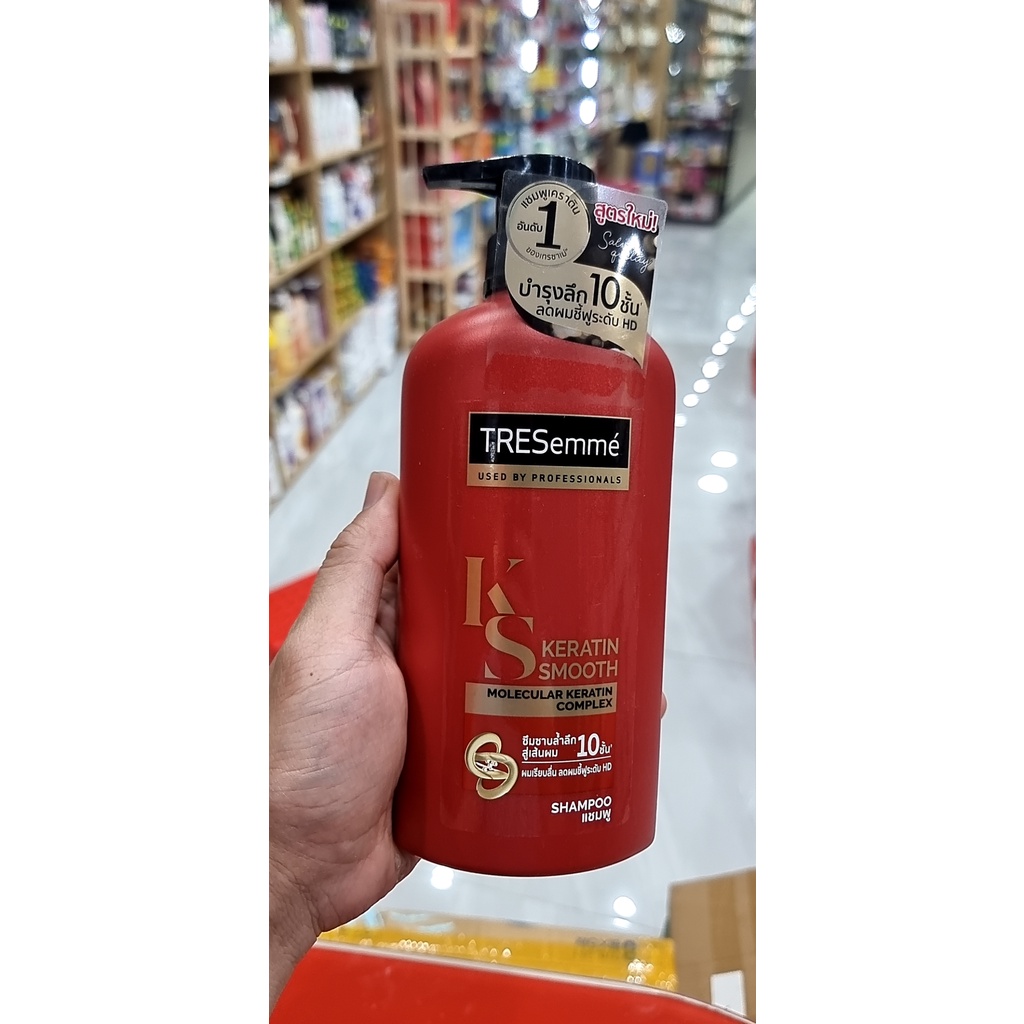 แชมพูเคราติน
อันดับ 1
ของเทรซาเม่*
สูตรใหม่!
Salon
quality
บำรุงลึก 10 ชั้น
ลดผมชี้ฟูระดับ HD
TRESemmé
USED BY PROFESSIONALS
KS
KERATIN
SMOOTH
MOLECULAR KERATIN
COMPLEX
ซึมซาบล้ำลึก
สู่เส้นผม 10 ชั้น*
ผมเรียบลื่น ลดผมชี้ฟูระดับ HD
SHAMPOO
แชมพู